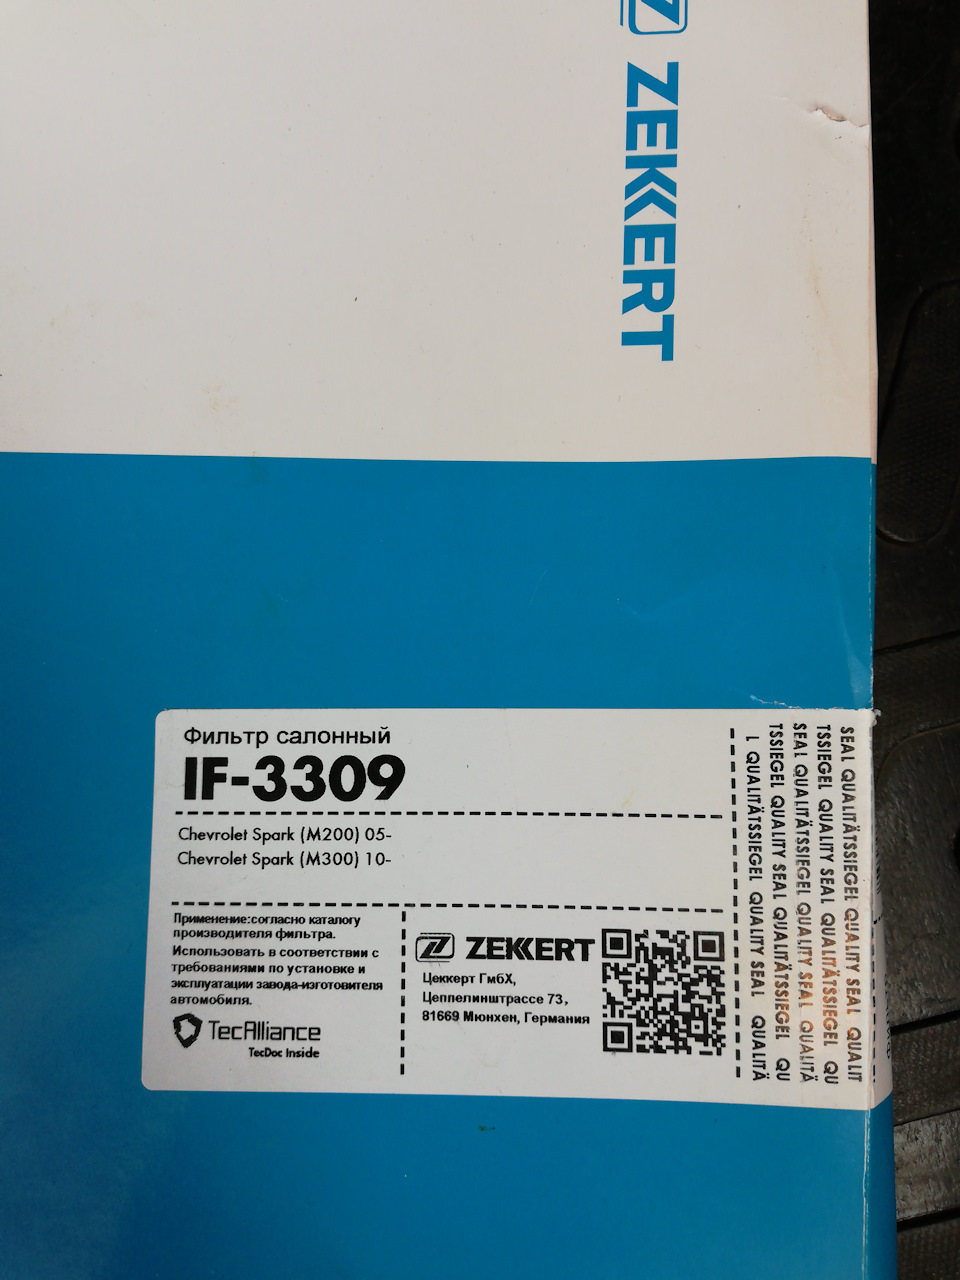 ZEKKERT
Фильтр салонный
IF-3309
Chevrolet Spark (M200) 05-
Chevrolet Spark (M300) 10-
Применение:согласно каталогу
производителя фильтра.
Использовать в соответствии с
требованиями по установке и
эксплуатации завода-изготовителя
автомобиля.
TecAlliance
TecDoc Inside
ZEKKERT
Цеккерт ГмбХ,
Цеппелинштрассе 73,
81669 Мюнхен, Германия
SEAL QUALITÄTSSIEGEL QUALITY SEAL QUALIT
TSSIEGEL QUALITY SEAL QUALITÄTSSIEGEL QU
SEAL QUALITÄTSSIEGEL QUALITY SEAL QUALITÄ
TSSIEGEL QUALITY SEAL QUALITÄTSSIEGEL QU
L QUALITÄTSSIEGEL QUALITY SEAL QUALITÄ